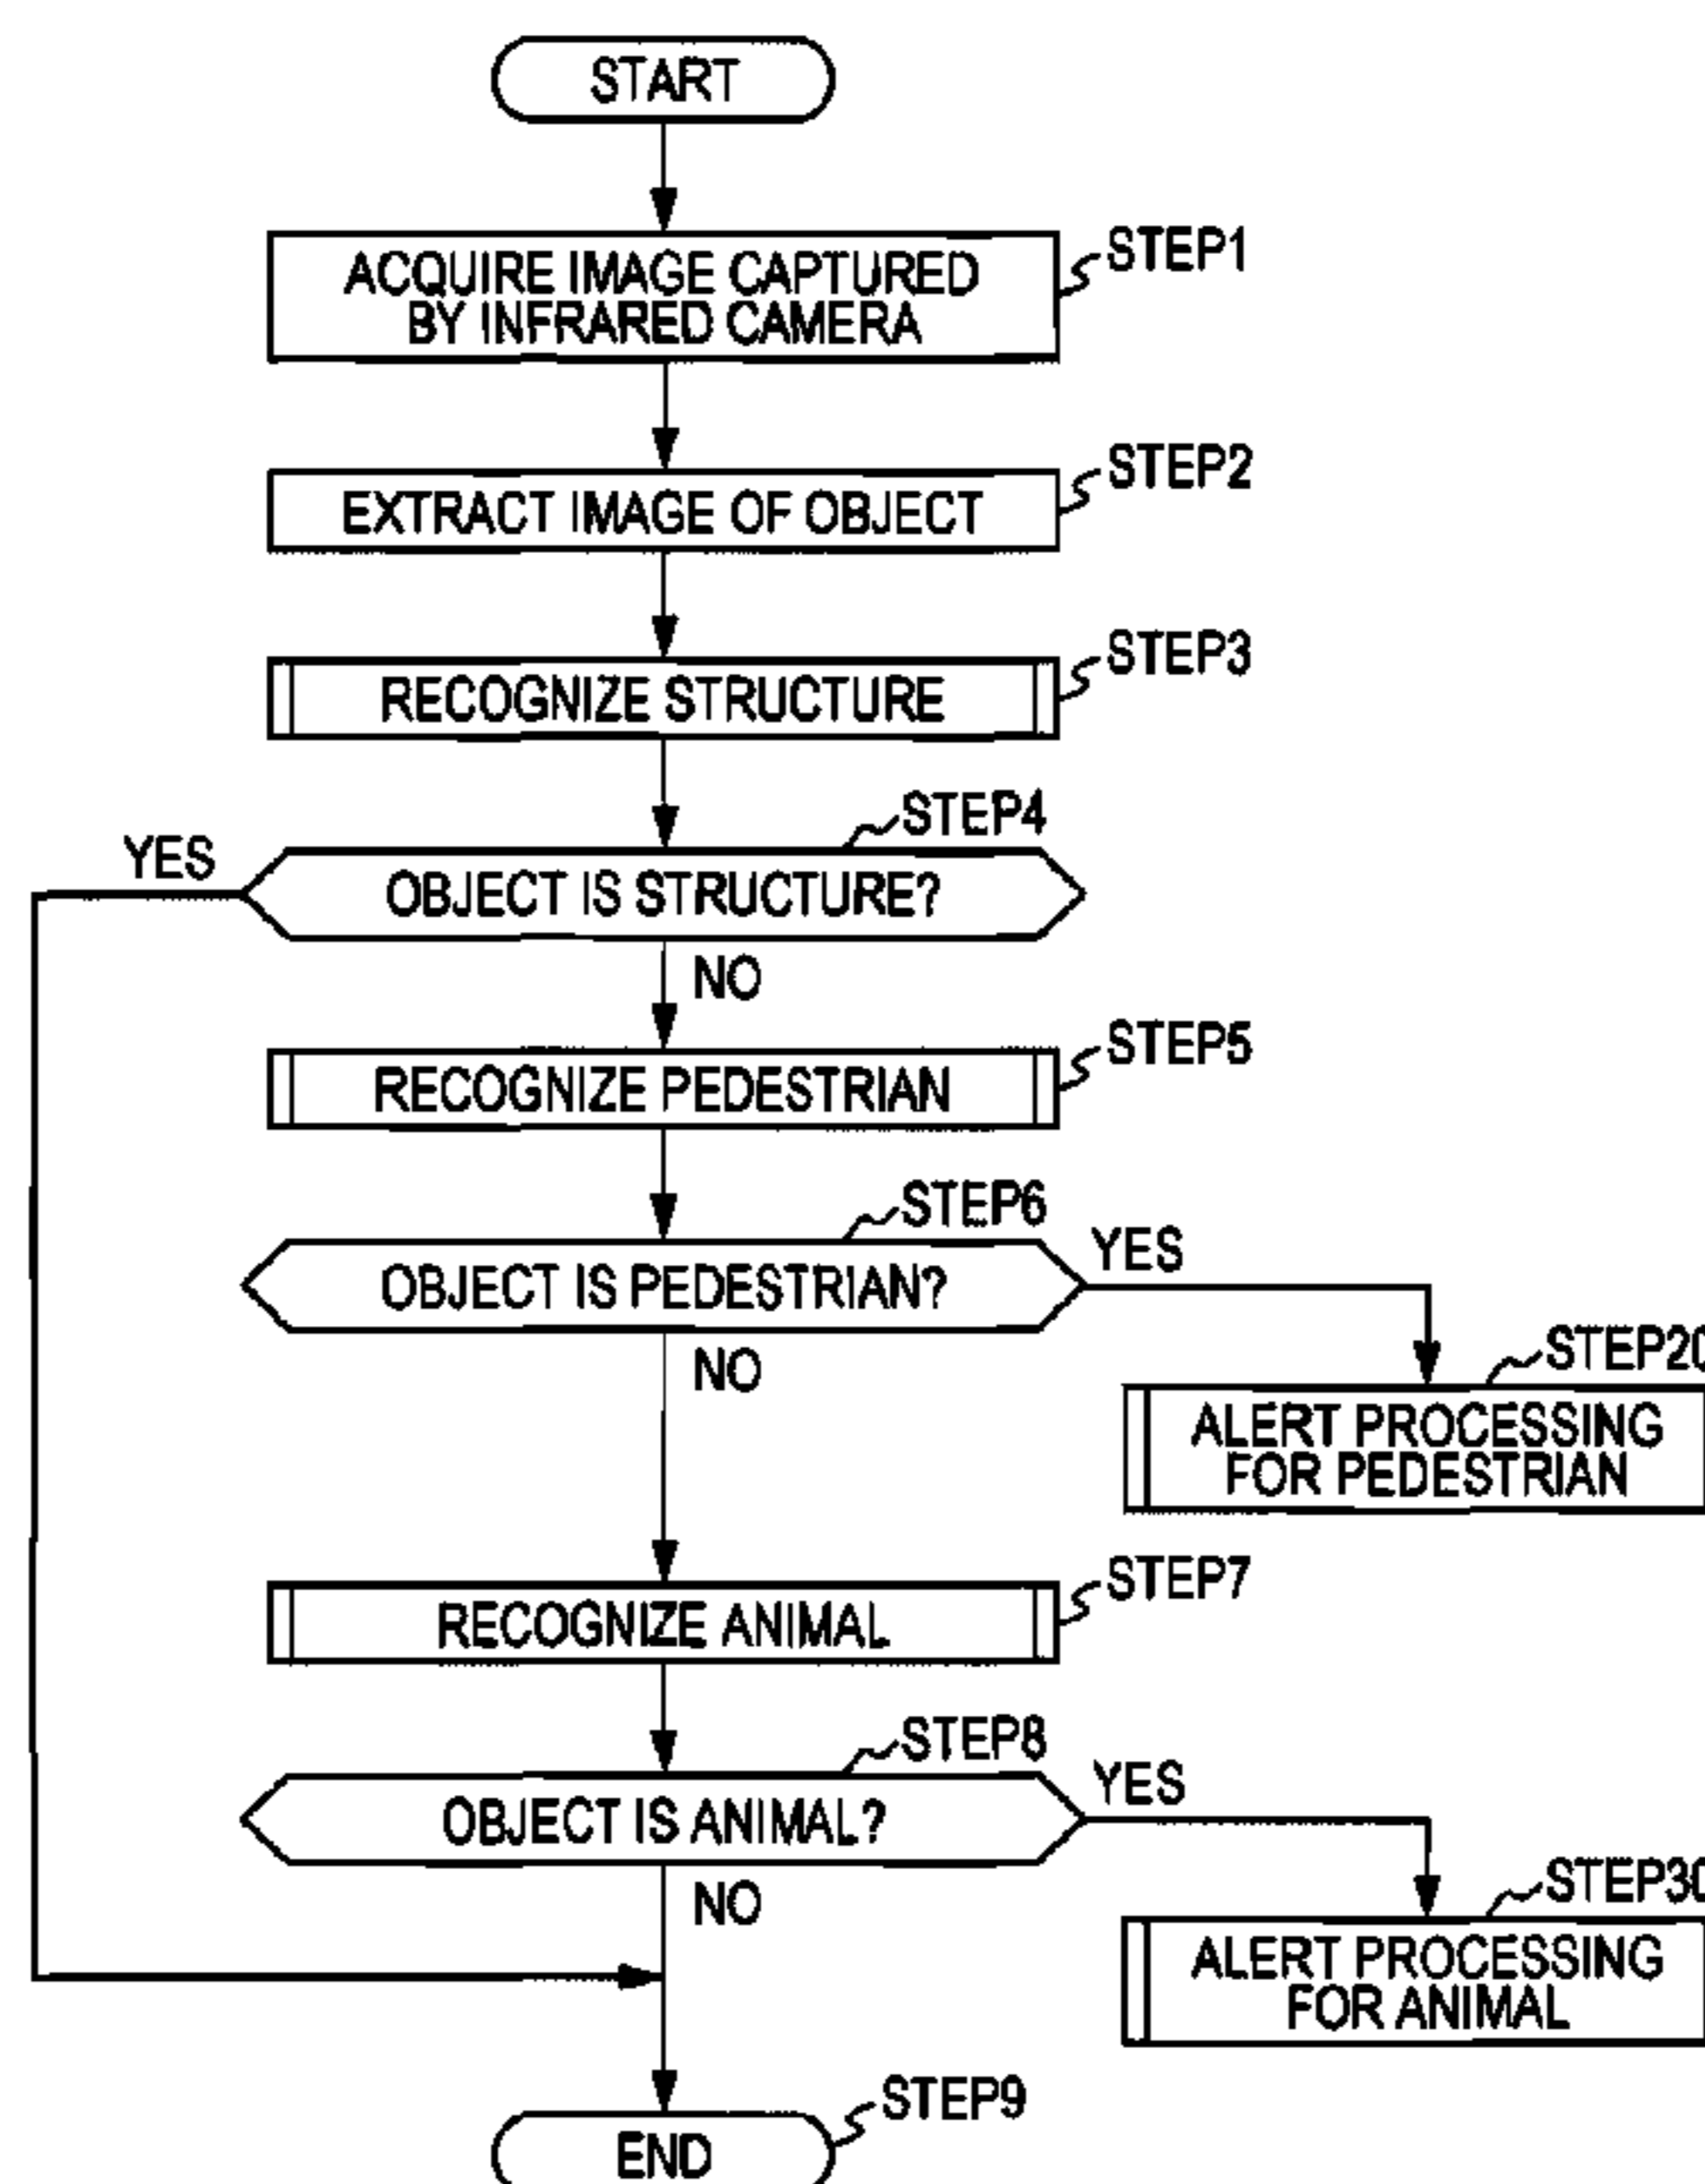 START
ACQUIRE IMAGE CAPTURED
BY INFRARED CAMERA
STEP1
EXTRACT IMAGE OF OBJECT
STEP2
RECOGNIZE STRUCTURE
STEP3
STEP4
YES
OBJECT IS STRUCTURE?
NO
RECOGNIZE PEDESTRIAN
STEP5
STEP6
OBJECT IS PEDESTRIAN?
YES
NO
STEP20
ALERT PROCESSING
FOR PEDESTRIAN
RECOGNIZE ANIMAL
STEP7
STEP8
OBJECT IS ANIMAL?
YES
NO
STEP30
ALERT PROCESSING
FOR ANIMAL
STEP9
END